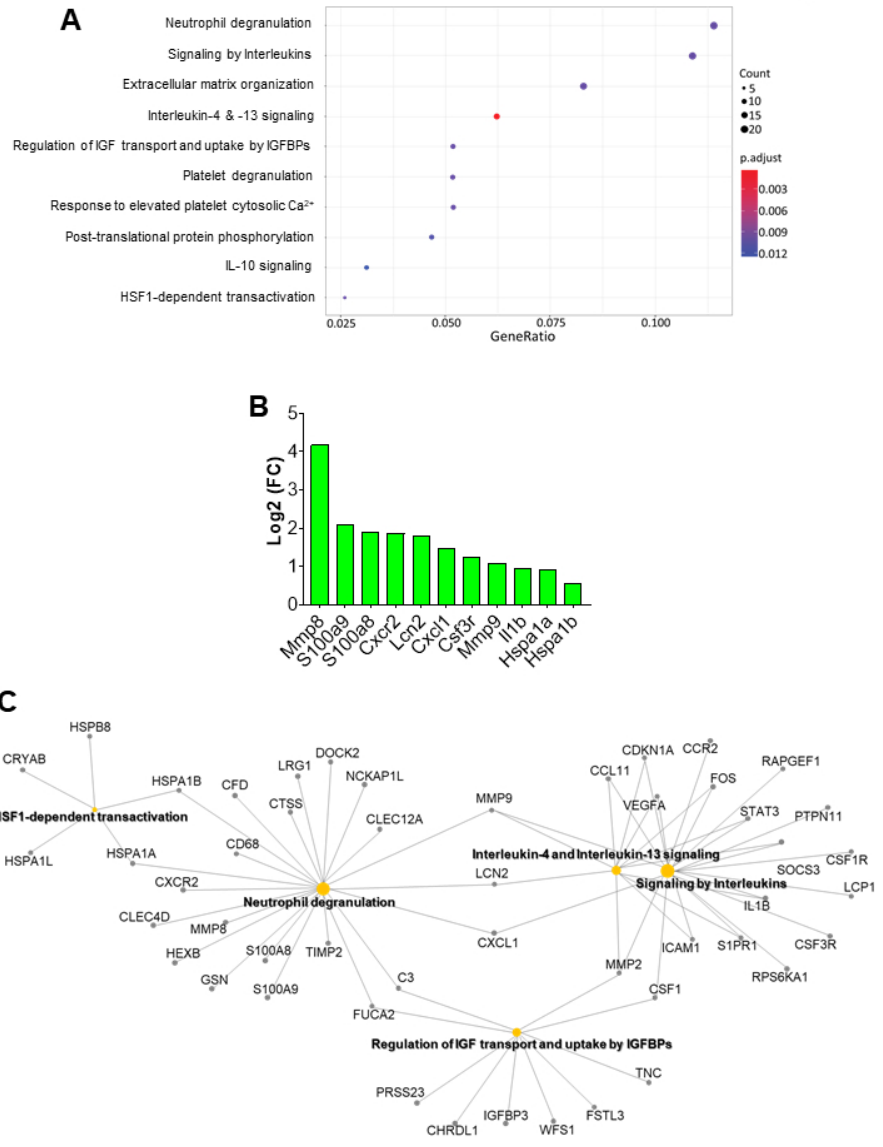 A
Neutrophil degranulation
Signaling by Interleukins
Extracellular matrix organization
Interleukin-4 & -13 signaling
Regulation of IGF transport and uptake by IGFBPs
Platelet degranulation
Response to elevated platelet cytosolic Ca²⁺
Post-translational protein phosphorylation
IL-10 signaling
HSF1-dependent transactivation
0.025 0.050 0.075 0.100
GeneRatio
Count
5
10
15
20
p.adjust
0.003
0.006
0.009
0.012
B
5
4
3
2
1
0
Log2 (FC)
Mmp8 S100a9 S100a8 Cxcr2 Lcn2 Cxcl1 Csf3r Mmp9 Il1b Hspa1a Hspa1b
C
HSPB8
CRYAB
HSPA1B
SF1-dependent transactivation
HSPA1L
HSPA1A
CFD
LRG1
DOCK2
NCKAP1L
CTSS
CLEC12A
CD68
CXCR2
Neutrophil degranulation
CLEC4D
MMP8
HEXB
S100A8
TIMP2
GSN
S100A9
C3
FUCA2
MMP9
LCN2
CXCL1
CDKN1A
CCR2
CCL11
FOS
RAPGEF1
VEGFA
STAT3
PTPN11
Interleukin-4 and Interleukin-13 signaling
SOCS3
CSF1R
Signaling by Interleukins
LCP1
IL1B
ICAM1
S1PR1
CSF3R
MMP2
RPS6KA1
CSF1
Regulation of IGF transport and uptake by IGFBPs
TNC
PRSS23
CHRDL1
IGFBP3
WFS1
FSTL3